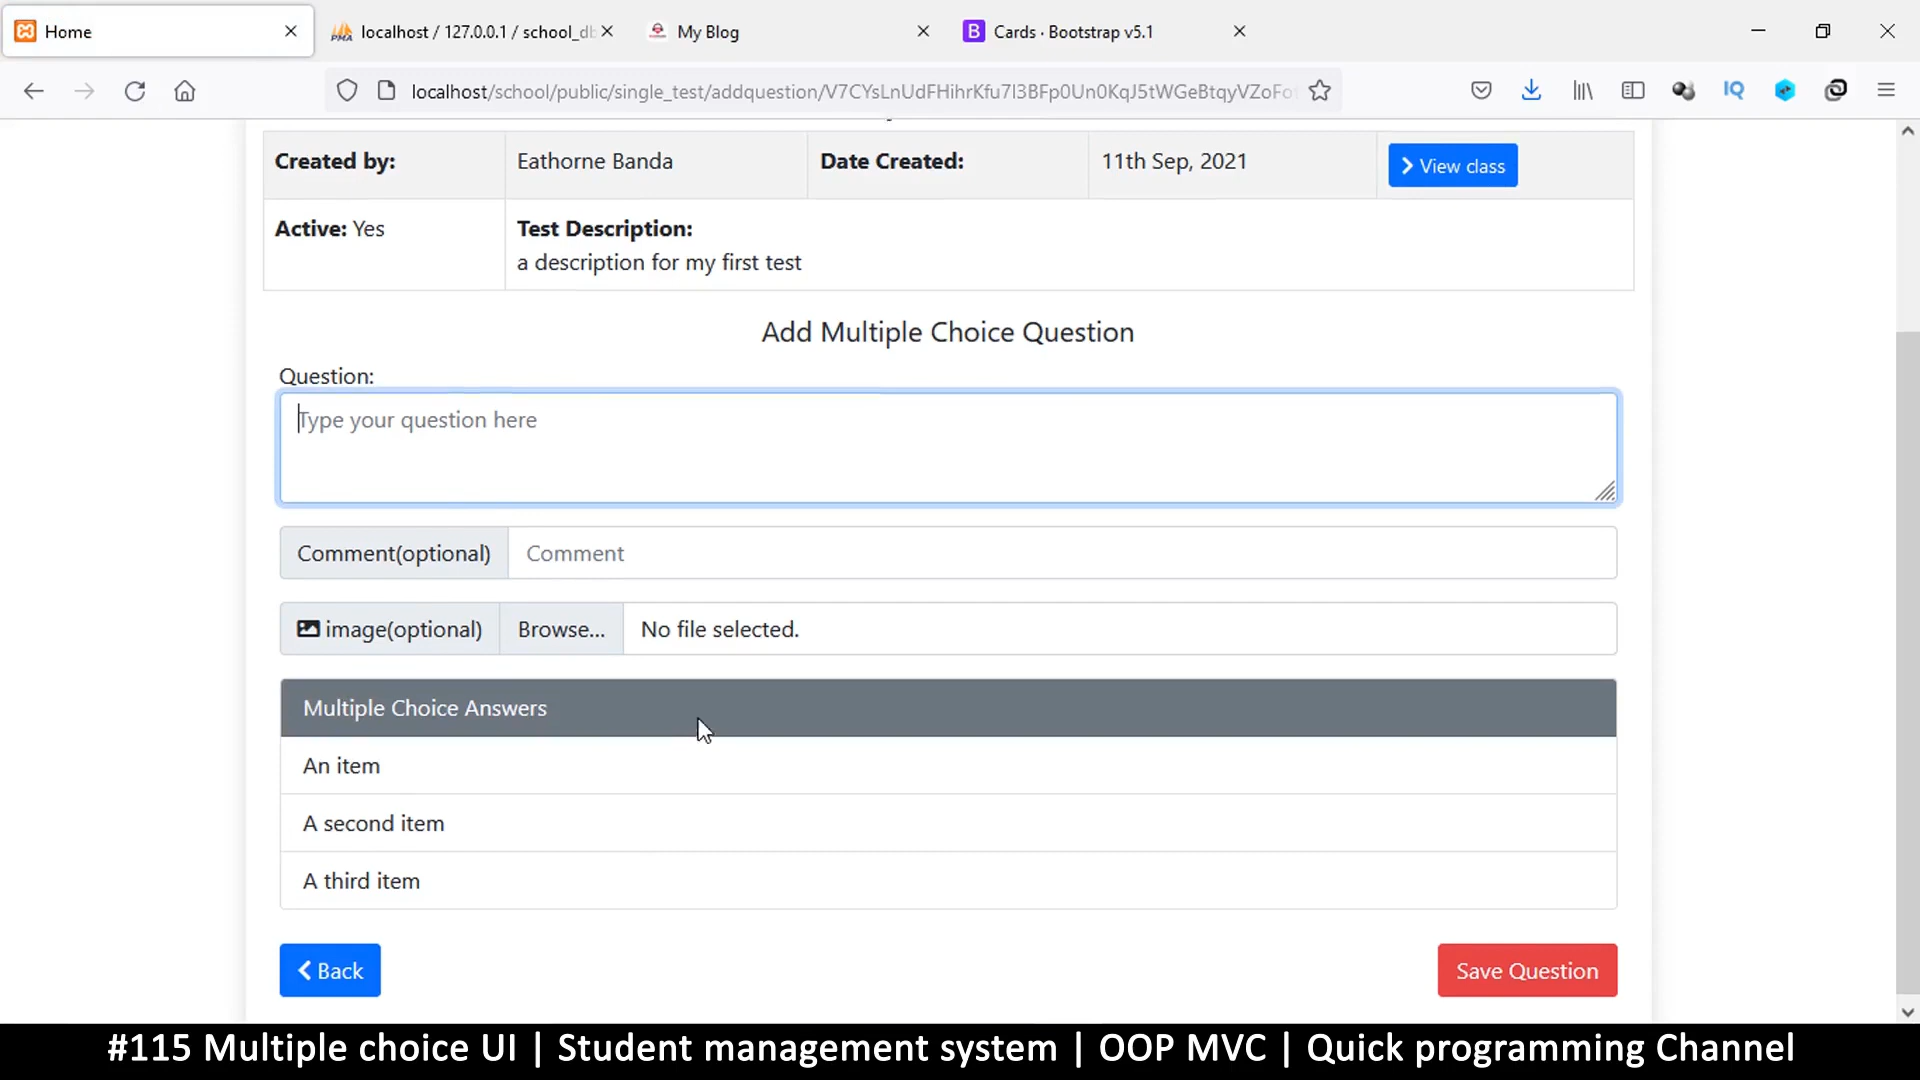 Home
localhost / 127.0.0.1 / school_db
My Blog
B
Cards · Bootstrap v5.1
localhost/school/public/single_test/addquestion/V7CYsLnUdFHihrKfu7l3BFp0Un0KqJ5tWGeBtqyVZoFo
IQ
Created by:
Eathorne Banda
Date Created:
11th Sep, 2021
View class
Active: Yes
Test Description:
a description for my first test
Add Multiple Choice Question
Question:
Type your question here
Comment(optional)
Comment
image(optional)
Browse...
No file selected.
Multiple Choice Answers
An item
A second item
A third item
Back
Save Question
#115 Multiple choice UI | Student management system | OOP MVC | Quick programming Channel